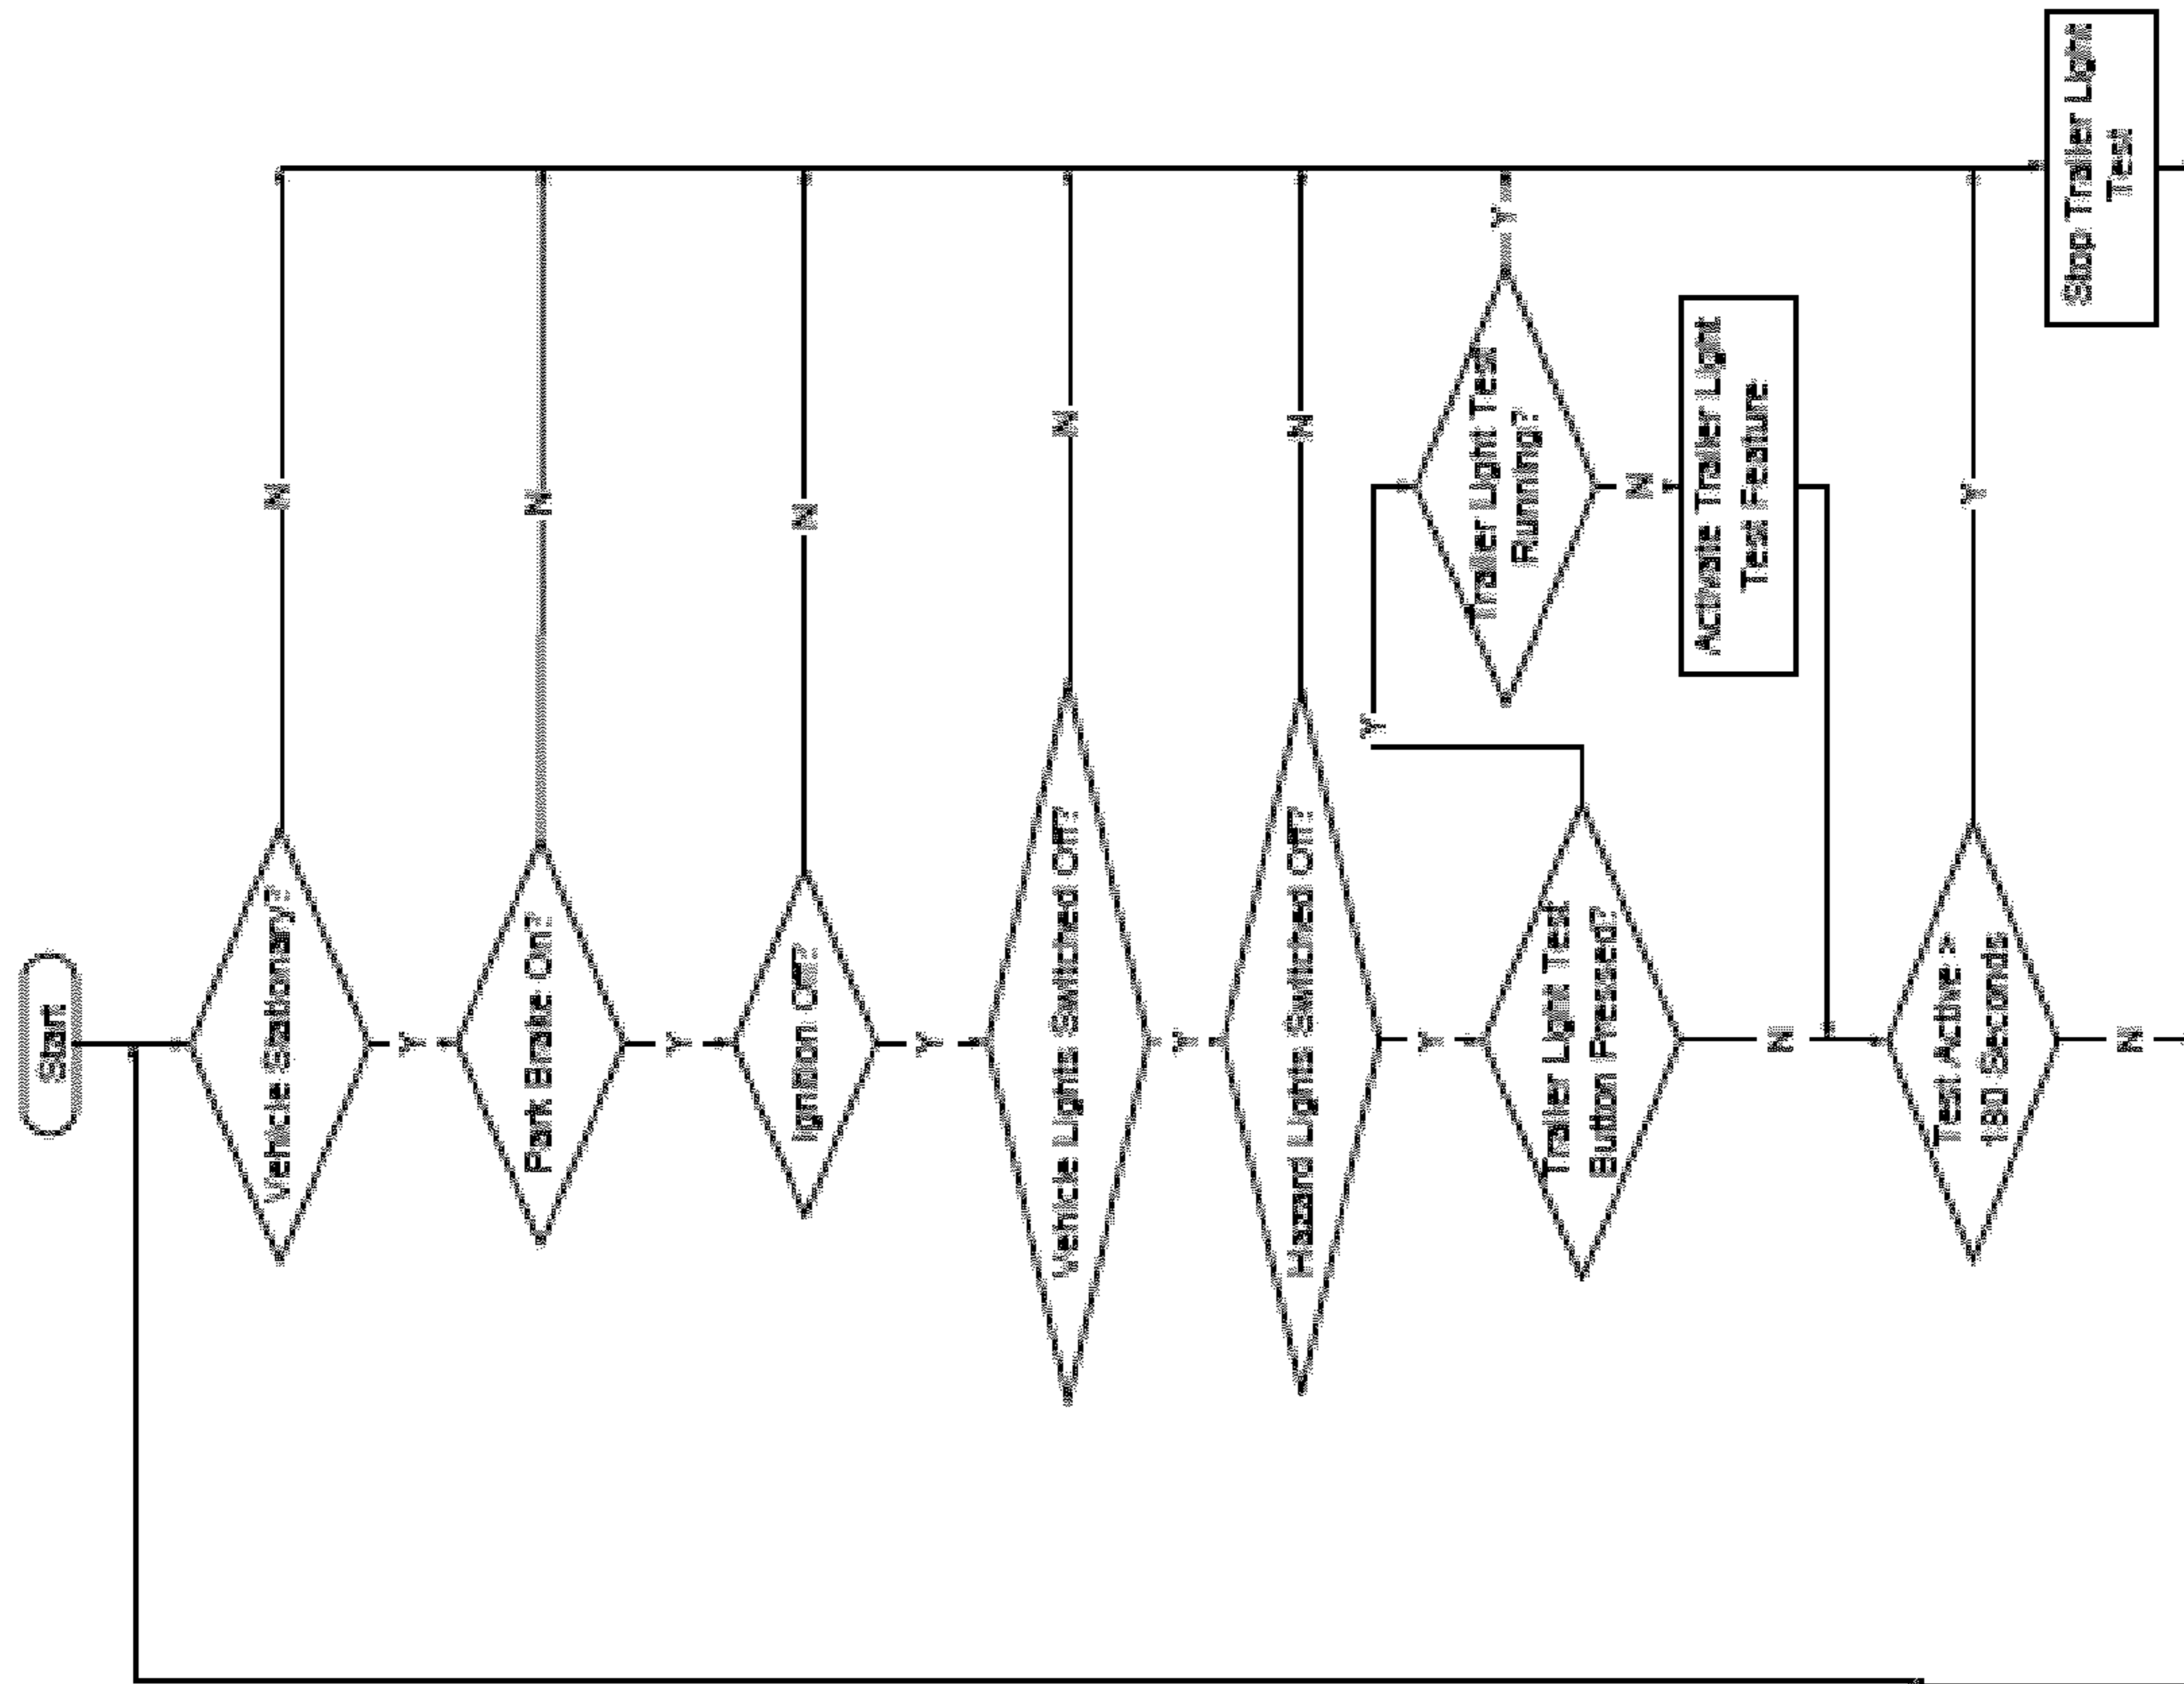 Start
Vehicle Stationary?
N
Y
Park Brake On?
N
Y
Ignition Off?
N
Y
Vehicle Lights Switched Off?
N
Y
Hazard Lights Switched Off?
N
Y
Trailer Light Test
Button Pressed?
Y
N
Trailer Light Test
Running?
Y
N
Activate Trailer Light
Test Feature
Test Active >
180 Seconds
Y
N
Stop Trailer Light
Test